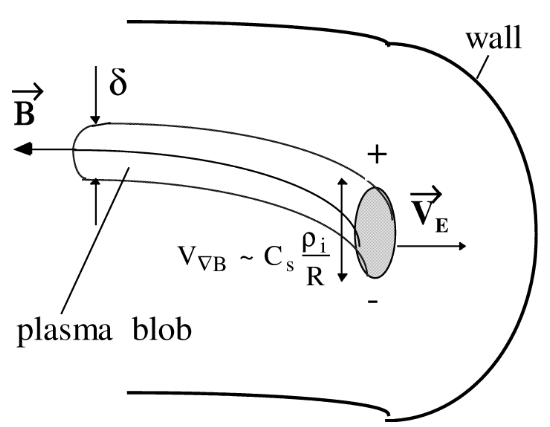 wall
δ
B
+
V_E
V_∇B ~ C_s ρ_i/R
-
plasma blob